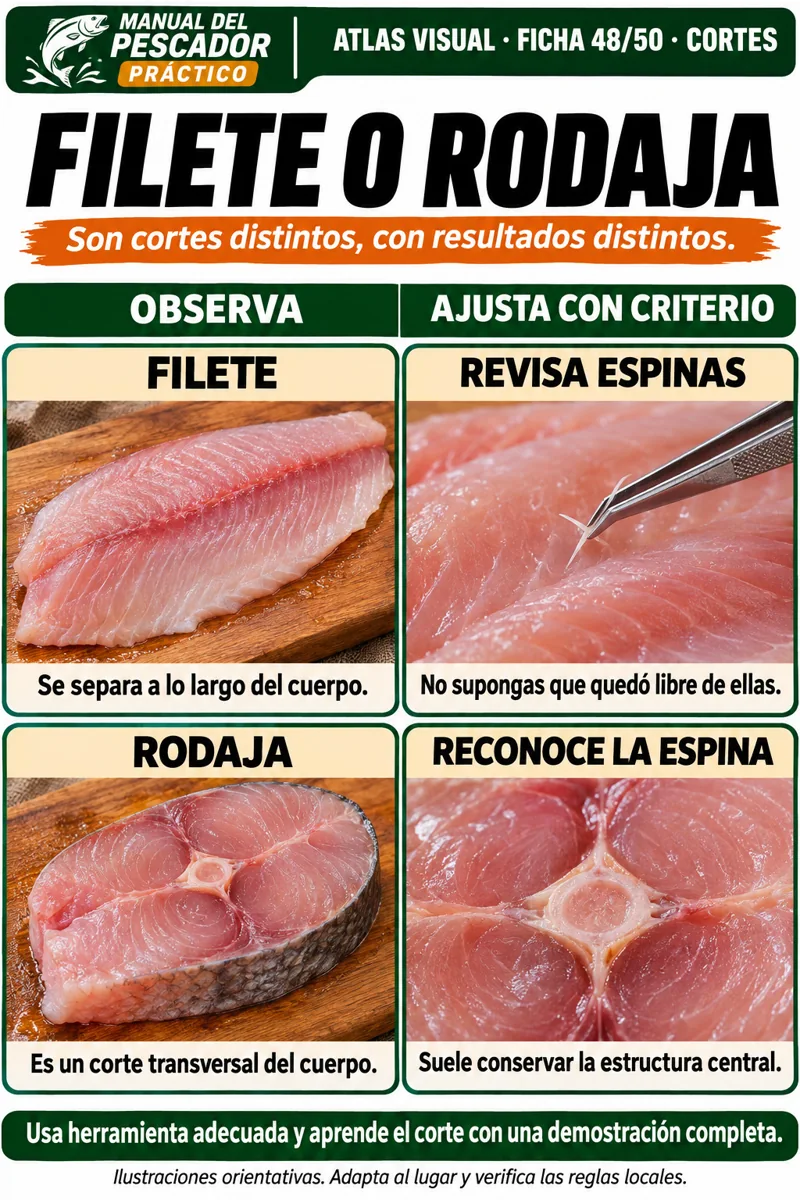 MANUAL DEL
PESCADOR
PRÁCTICO
ATLAS VISUAL · FICHA 48/50 · CORTES
FILETE O RODAJA
Son cortes distintos, con resultados distintos.
OBSERVA
AJUSTA CON CRITERIO
FILETE
Se separa a lo largo del cuerpo.
REVISA ESPINAS
No supongas que quedó libre de ellas.
RODAJA
Es un corte transversal del cuerpo.
RECONOCE LA ESPINA
Suele conservar la estructura central.
Usa herramienta adecuada y aprende el corte con una demostración completa.
Ilustraciones orientativas. Adapta al lugar y verifica las reglas locales.